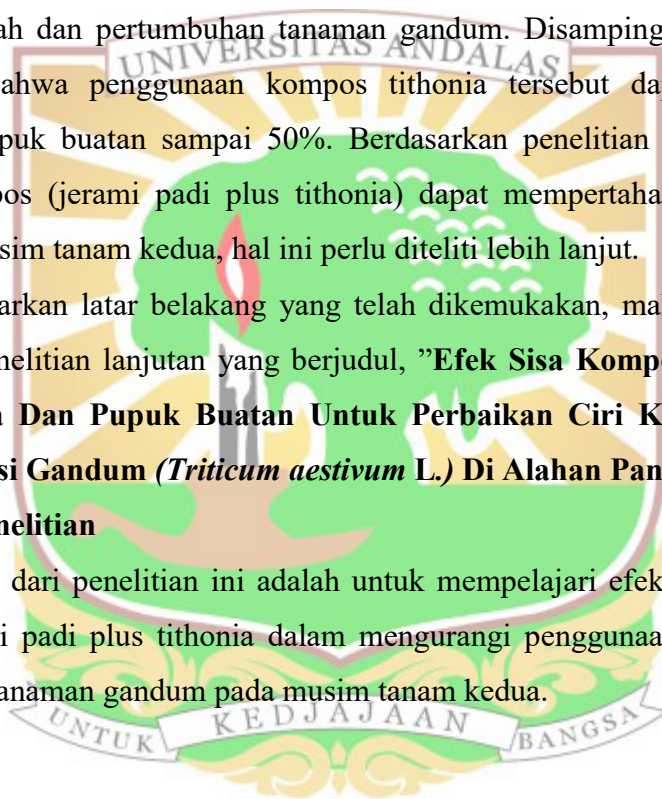 ah dan pertumbuhan tanaman gandum. Disamping
UNIVERSITAS ANDALAS
ahwa penggunaan kompos tithonia tersebut da
puk buatan sampai 50%. Berdasarkan penelitian
pos (jerami padi plus tithonia) dapat mempertaha
sim tanam kedua, hal ini perlu diteliti lebih lanjut.
arkan latar belakang yang telah dikemukakan, ma
nelitian lanjutan yang berjudul, ”Efek Sisa Komp
a Dan Pupuk Buatan Untuk Perbaikan Ciri K
si Gandum (Triticum aestivum L.) Di Alahan Pan
nelitian
dari penelitian ini adalah untuk mempelajari efek
i padi plus tithonia dalam mengurangi penggunaa
anaman gandum pada musim tanam kedua.
UNTUK KEDJAJAAN BANGSA